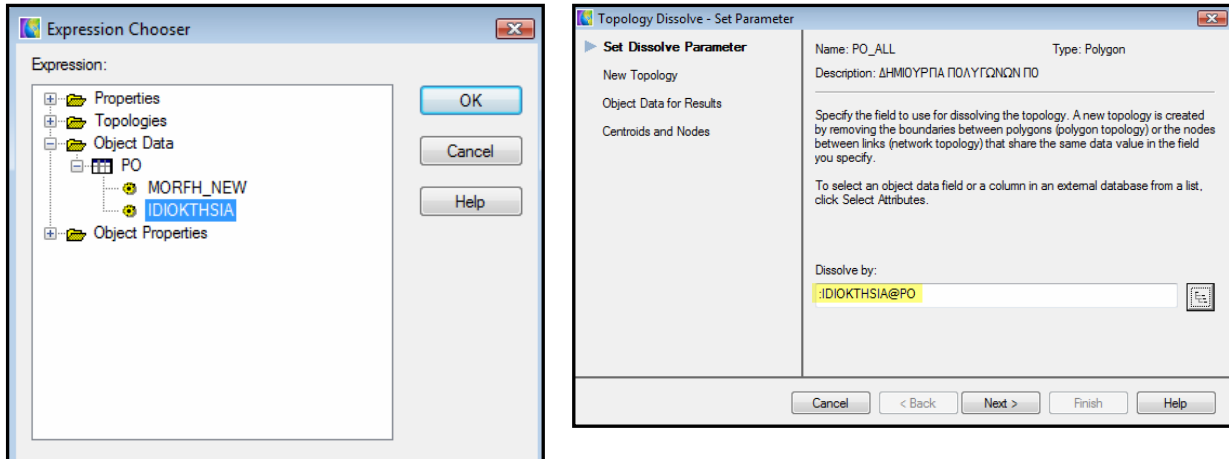 Expression Chooser
Expression:
Properties
Topologies
Object Data
PO
MORFH_NEW
IDIOKTHSIA
Object Properties
OK
Cancel
Help
Topology Dissolve - Set Parameter
Set Dissolve Parameter
New Topology
Object Data for Results
Centroids and Nodes
Name: PO_ALL
Type: Polygon
Description: ΔΗΜΙΟΥΡΓΙΑ ΠΟΛΥΓΩΝΩΝ ΠΟ
Specify the field to use for dissolving the topology. A new topology is created
by removing the boundaries between polygons (polygon topology) or the nodes
between links (network topology) that share the same data value in the field
you specify.
To select an object data field or a column in an external database from a list,
click Select Attributes.
Dissolve by:
:IDIOKTHSIA@PO
Cancel
< Back
Next >
Finish
Help